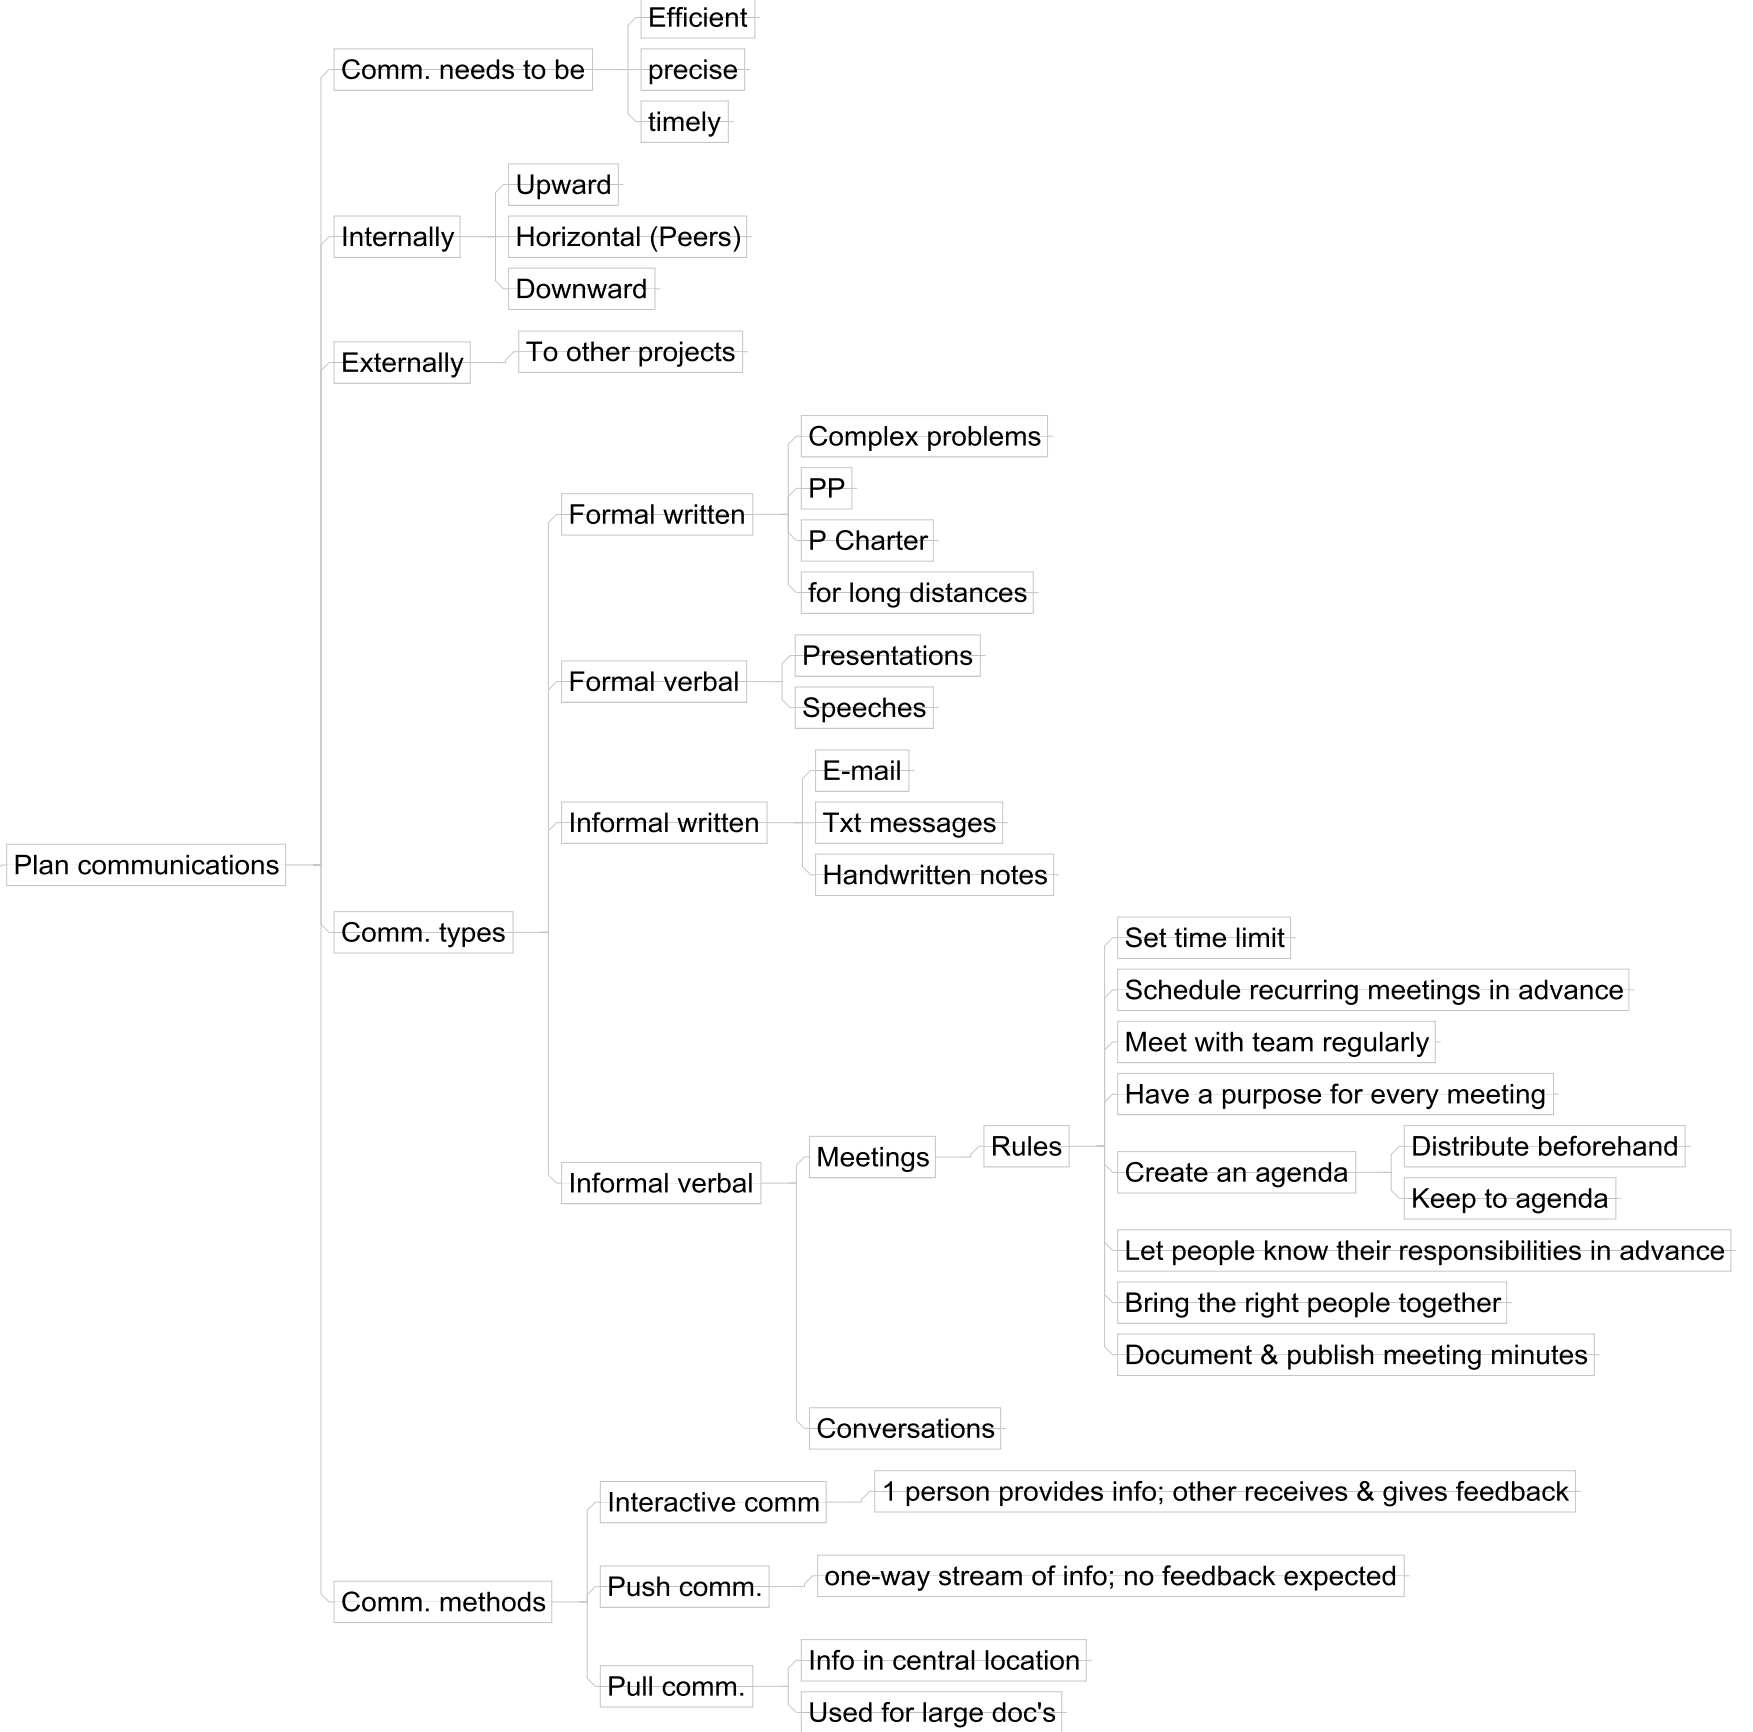 Plan communications
Comm. needs to be
Efficient
precise
timely
Internally
Upward
Horizontal (Peers)
Downward
Externally
To other projects
Comm. types
Formal written
Complex problems
PP
P Charter
for long distances
Formal verbal
Presentations
Speeches
Informal written
E-mail
Txt messages
Handwritten notes
Informal verbal
Meetings
Rules
Set time limit
Schedule recurring meetings in advance
Meet with team regularly
Have a purpose for every meeting
Create an agenda
Distribute beforehand
Keep to agenda
Let people know their responsibilities in advance
Bring the right people together
Document & publish meeting minutes
Conversations
Comm. methods
Interactive comm
1 person provides info; other receives & gives feedback
Push comm.
one-way stream of info; no feedback expected
Pull comm.
Info in central location
Used for large doc's